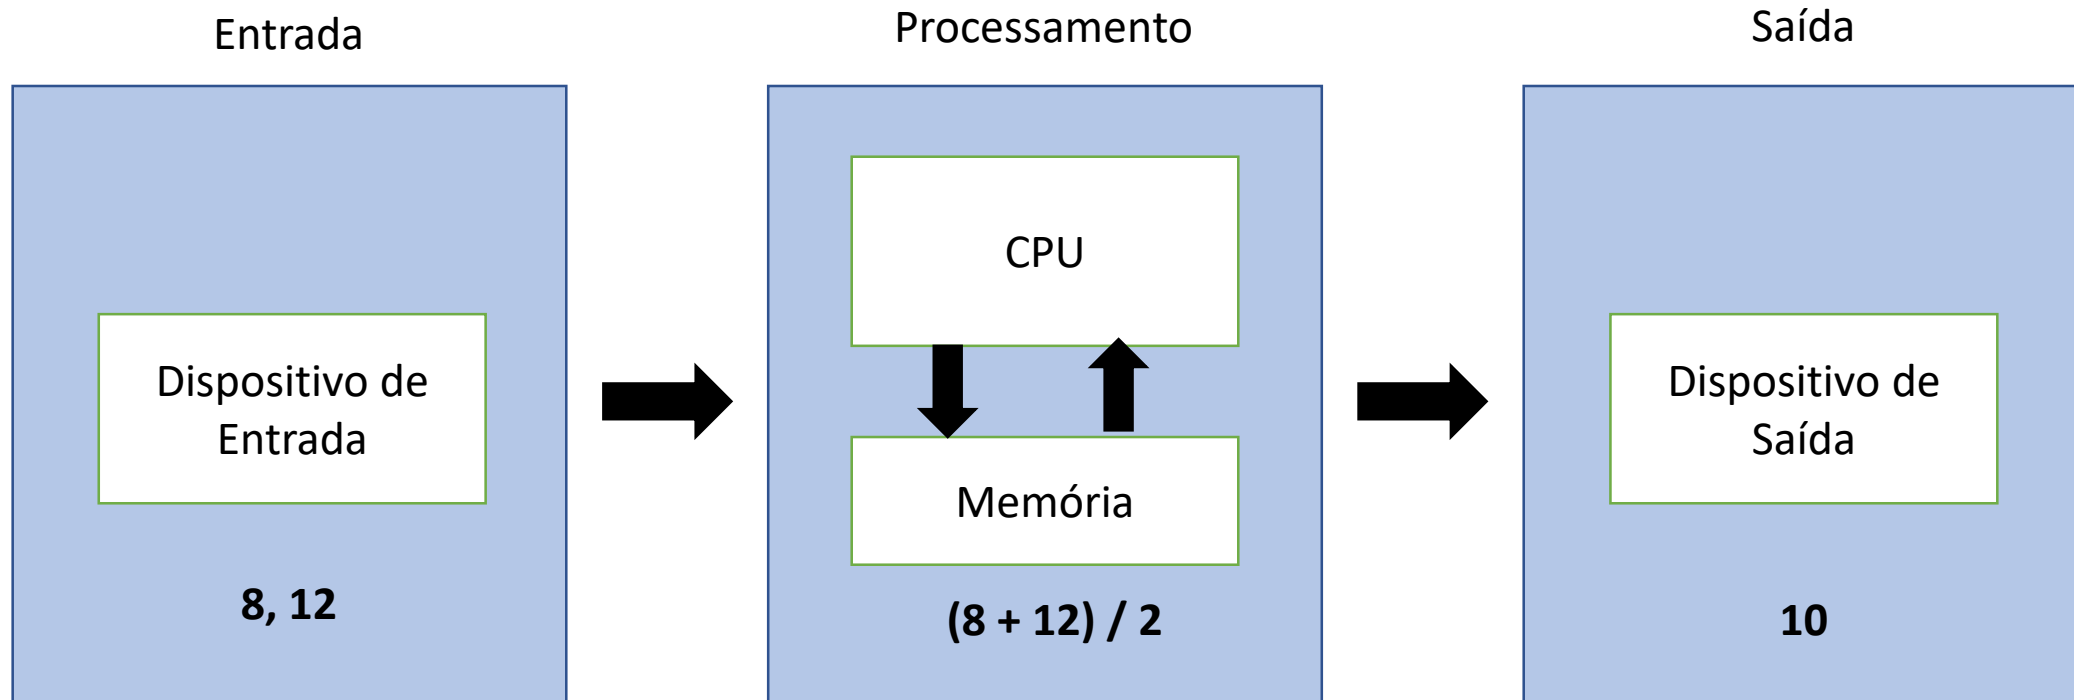 Entrada
Dispositivo de
Entrada
8, 12
Processamento
CPU
Memória
(8 + 12) / 2
Saída
Dispositivo de
Saída
10